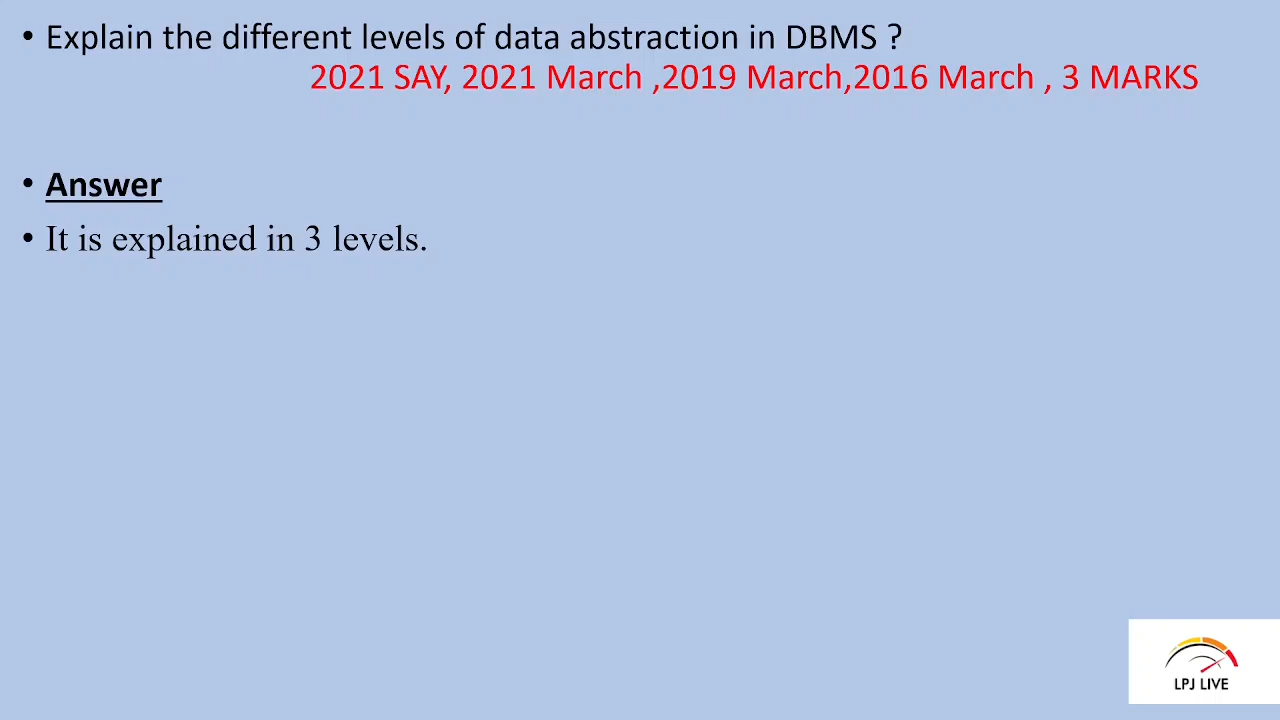 • Explain the different levels of data abstraction in DBMS ?
2021 SAY, 2021 March ,2019 March,2016 March , 3 MARKS
• Answer
• It is explained in 3 levels.
LPJ LIVE